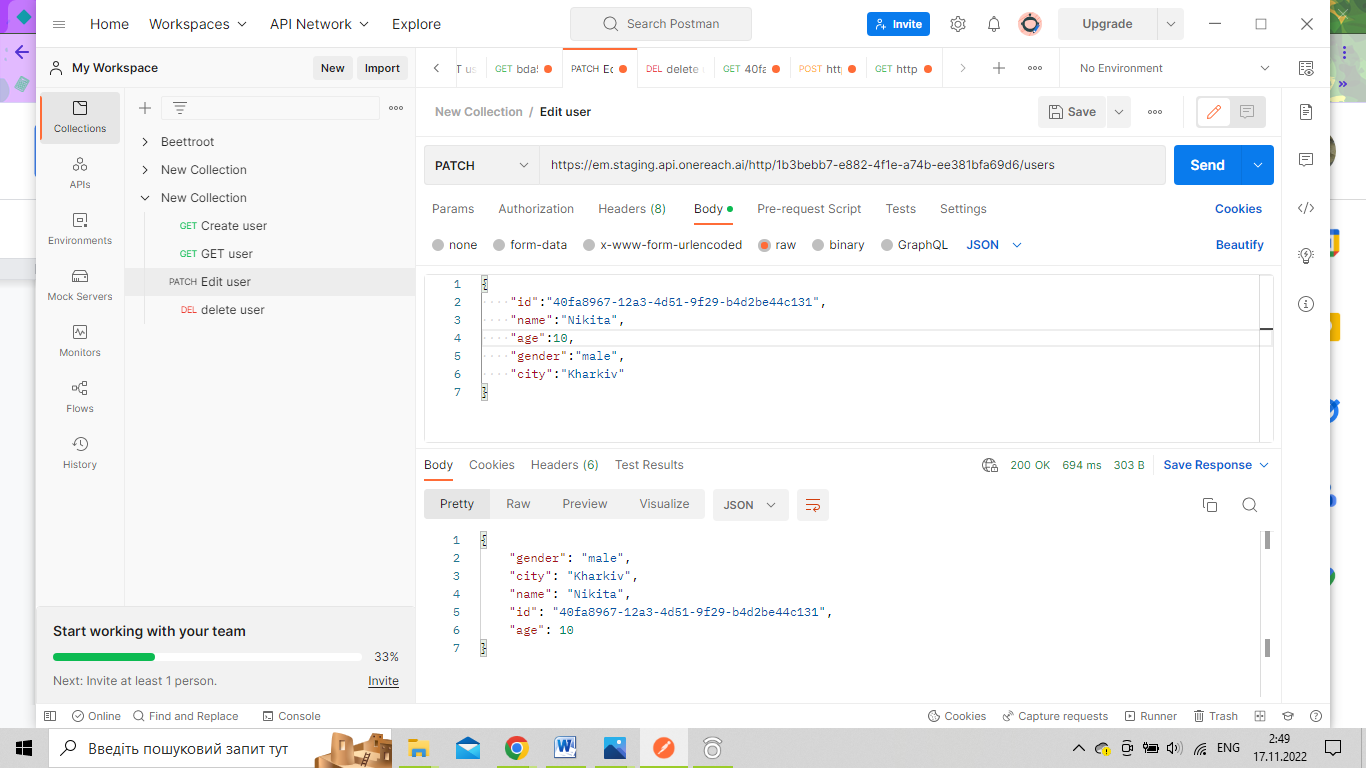 Home Workspaces API Network Explore Search Postman Invite Upgrade
My Workspace New Import
GET bda5 PATCH Ec DEL delete GET 40fa POST htt GET http No Environment
Collections
APIs
Environments
Mock Servers
Monitors
Flows
History
Beettroot
New Collection
New Collection
GET Create user
GET GET user
PATCH Edit user
DEL delete user
Start working with your team
33%
Next: Invite at least 1 person. Invite
New Collection / Edit user Save
PATCH https://em.staging.api.onereach.ai/http/1b3bebb7-e882-4f1e-a74b-ee381bfa69d6/users Send
Params Authorization Headers (8) Body Pre-request Script Tests Settings Cookies
none form-data x-www-form-urlencoded raw binary GraphQL JSON Beautify
1 {
2 "id":"40fa8967-12a3-4d51-9f29-b4d2be44c131",
3 "name":"Nikita",
4 "age":10,
5 "gender":"male",
6 "city":"Kharkiv"
7 }
Body Cookies Headers (6) Test Results 200 OK 694 ms 303 B Save Response
Pretty Raw Preview Visualize JSON
1 {
2 "gender": "male",
3 "city": "Kharkiv",
4 "name": "Nikita",
5 "id": "40fa8967-12a3-4d51-9f29-b4d2be44c131",
6 "age": 10
7 }
Online Find and Replace Console Cookies Capture requests Runner Trash
Введіть пошуковий запит тут ENG 2:49
17.11.2022